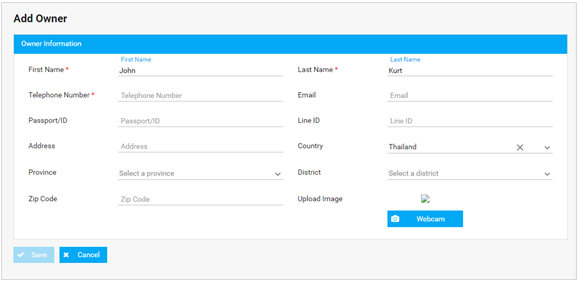 Add Owner
Owner Information
First Name Last Name
First Name * John Last Name * Kurt
Telephone Number * Telephone Number Email Email
Passport/ID Passport/ID Line ID Line ID
Address Address Country Thailand
Province Select a province District Select a district
Zip Code Zip Code Upload Image
Webcam
Save Cancel